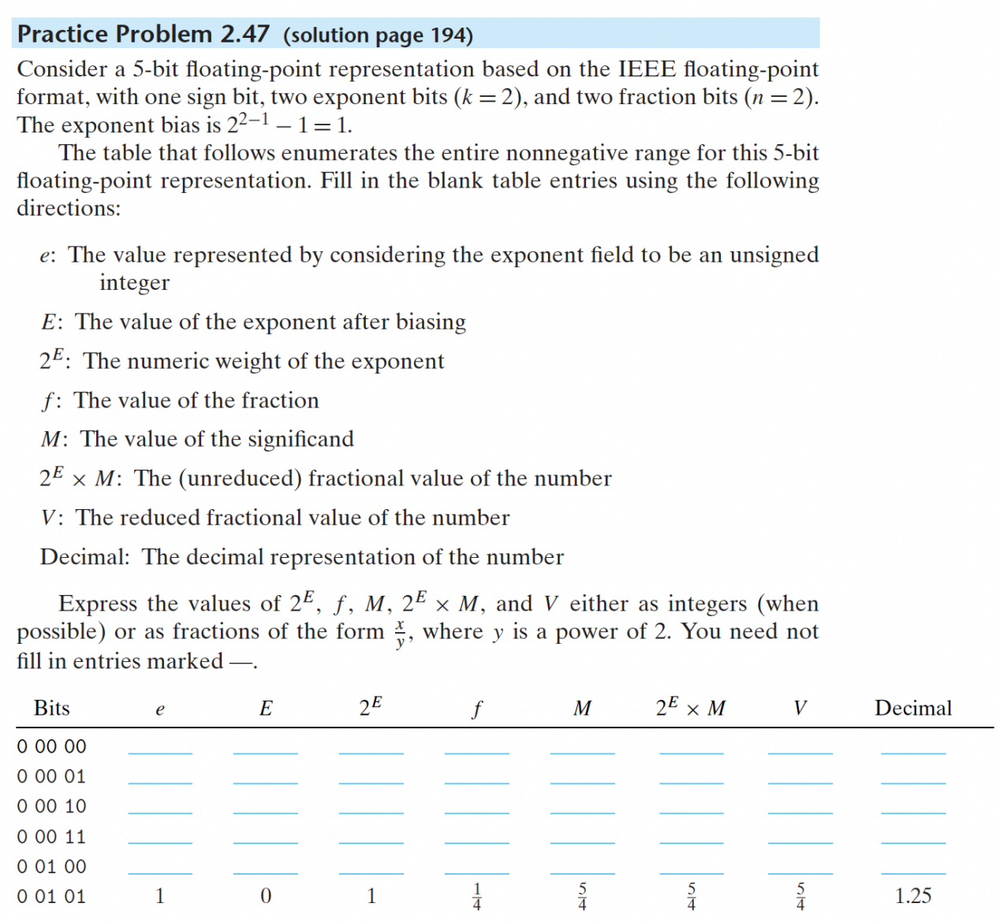 Practice Problem 2.47 (solution page 194)
Consider a 5-bit floating-point representation based on the IEEE floating-point
format, with one sign bit, two exponent bits (k = 2), and two fraction bits (n = 2).
The exponent bias is 2^{2−1} − 1 = 1.
The table that follows enumerates the entire nonnegative range for this 5-bit
floating-point representation. Fill in the blank table entries using the following
directions:
e: The value represented by considering the exponent field to be an unsigned
integer
E: The value of the exponent after biasing
2^E: The numeric weight of the exponent
f: The value of the fraction
M: The value of the significand
2^E × M: The (unreduced) fractional value of the number
V: The reduced fractional value of the number
Decimal: The decimal representation of the number
Express the values of 2^E, f, M, 2^E × M, and V either as integers (when
possible) or as fractions of the form x/y, where y is a power of 2. You need not
fill in entries marked —.
Bits e E 2^E f M 2^E × M V Decimal
0 00 00
0 00 01
0 00 10
0 00 11
0 01 00
0 01 01 1 0 1 1/4 5/4 5/4 5/4 1.25